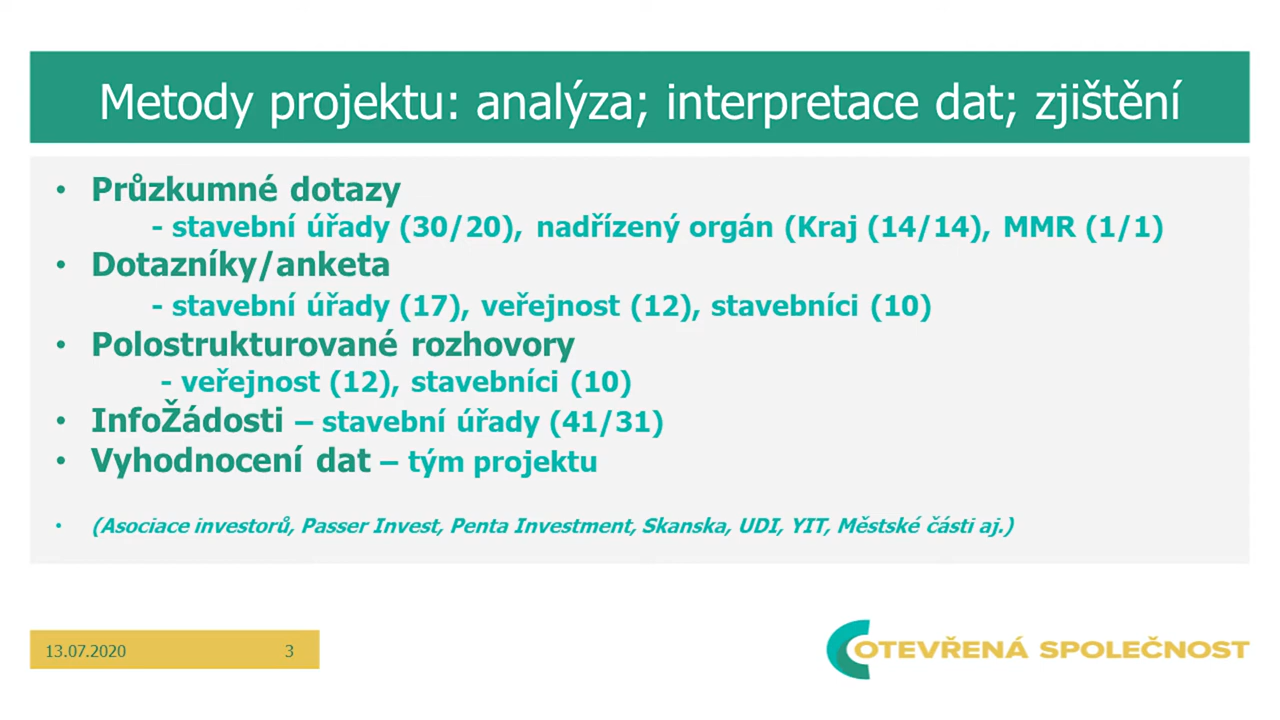 Metody projektu: analýza; interpretace dat; zjištění
• Průzkumné dotazy
- stavební úřady (30/20), nadřízený orgán (Kraj (14/14), MMR (1/1)
• Dotazníky/anketa
- stavební úřady (17), veřejnost (12), stavebníci (10)
• Polostrukturované rozhovory
- veřejnost (12), stavebníci (10)
• InfoŽádosti – stavební úřady (41/31)
• Vyhodnocení dat – tým projektu
• (Asociace investorů, Passer Invest, Penta Investment, Skanska, UDI, YIT, Městské části aj.)
13.07.2020 3
OTEVŘENÁ SPOLEČNOST